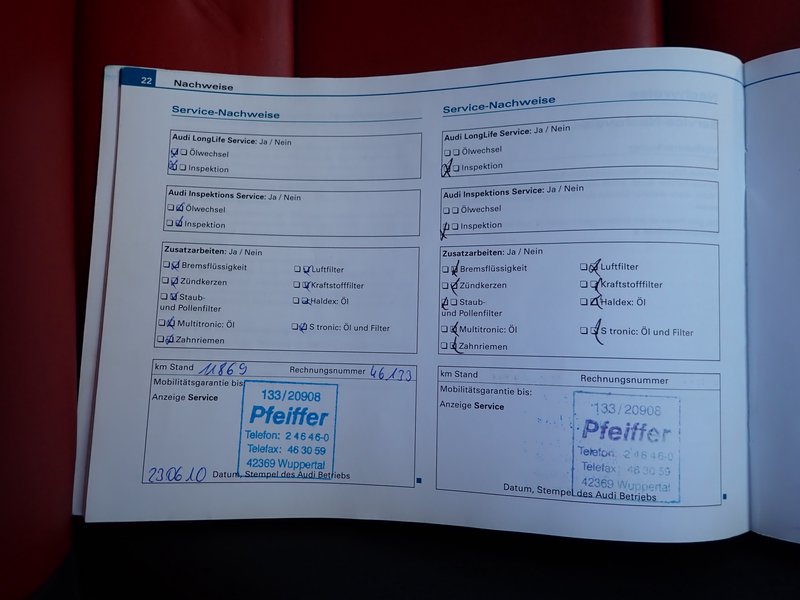 22 Nachweise
Service-Nachweise
Audi LongLife Service: Ja / Nein
Ölwechsel
Inspektion
Audi Inspektions Service: Ja / Nein
Ölwechsel
Inspektion
Zusatzarbeiten: Ja / Nein
Bremsflüssigkeit Luftfilter
Zündkerzen Kraftstofffilter
Staub- Haldex: Öl
und Pollenfilter
Multitronic: Öl S tronic: Öl und Filter
Zahnriemen
km Stand 11869 Rechnungsnummer 46133
Mobilitätsgarantie bis:
Anzeige Service
133/20908
Pfeiffer
Telefon: 2 46 46-0
Telefax: 46 30 59
42369 Wuppertal
230610 Datum, Stempel des Audi Betriebs
Service-Nachweise
Audi LongLife Service: Ja / Nein
Ölwechsel
Inspektion
Audi Inspektions Service: Ja / Nein
Ölwechsel
Inspektion
Zusatzarbeiten: Ja / Nein
Bremsflüssigkeit Luftfilter
Zündkerzen Kraftstofffilter
Staub- Haldex: Öl
und Pollenfilter
Multitronic: Öl S tronic: Öl und Filter
Zahnriemen
km Stand Rechnungsnummer
Mobilitätsgarantie bis:
Anzeige Service
133/20908
Pfeiffer
Telefon: 2 46 46-0
Telefax: 46 30 59
42369 Wuppertal
Datum, Stempel des Audi Betriebs